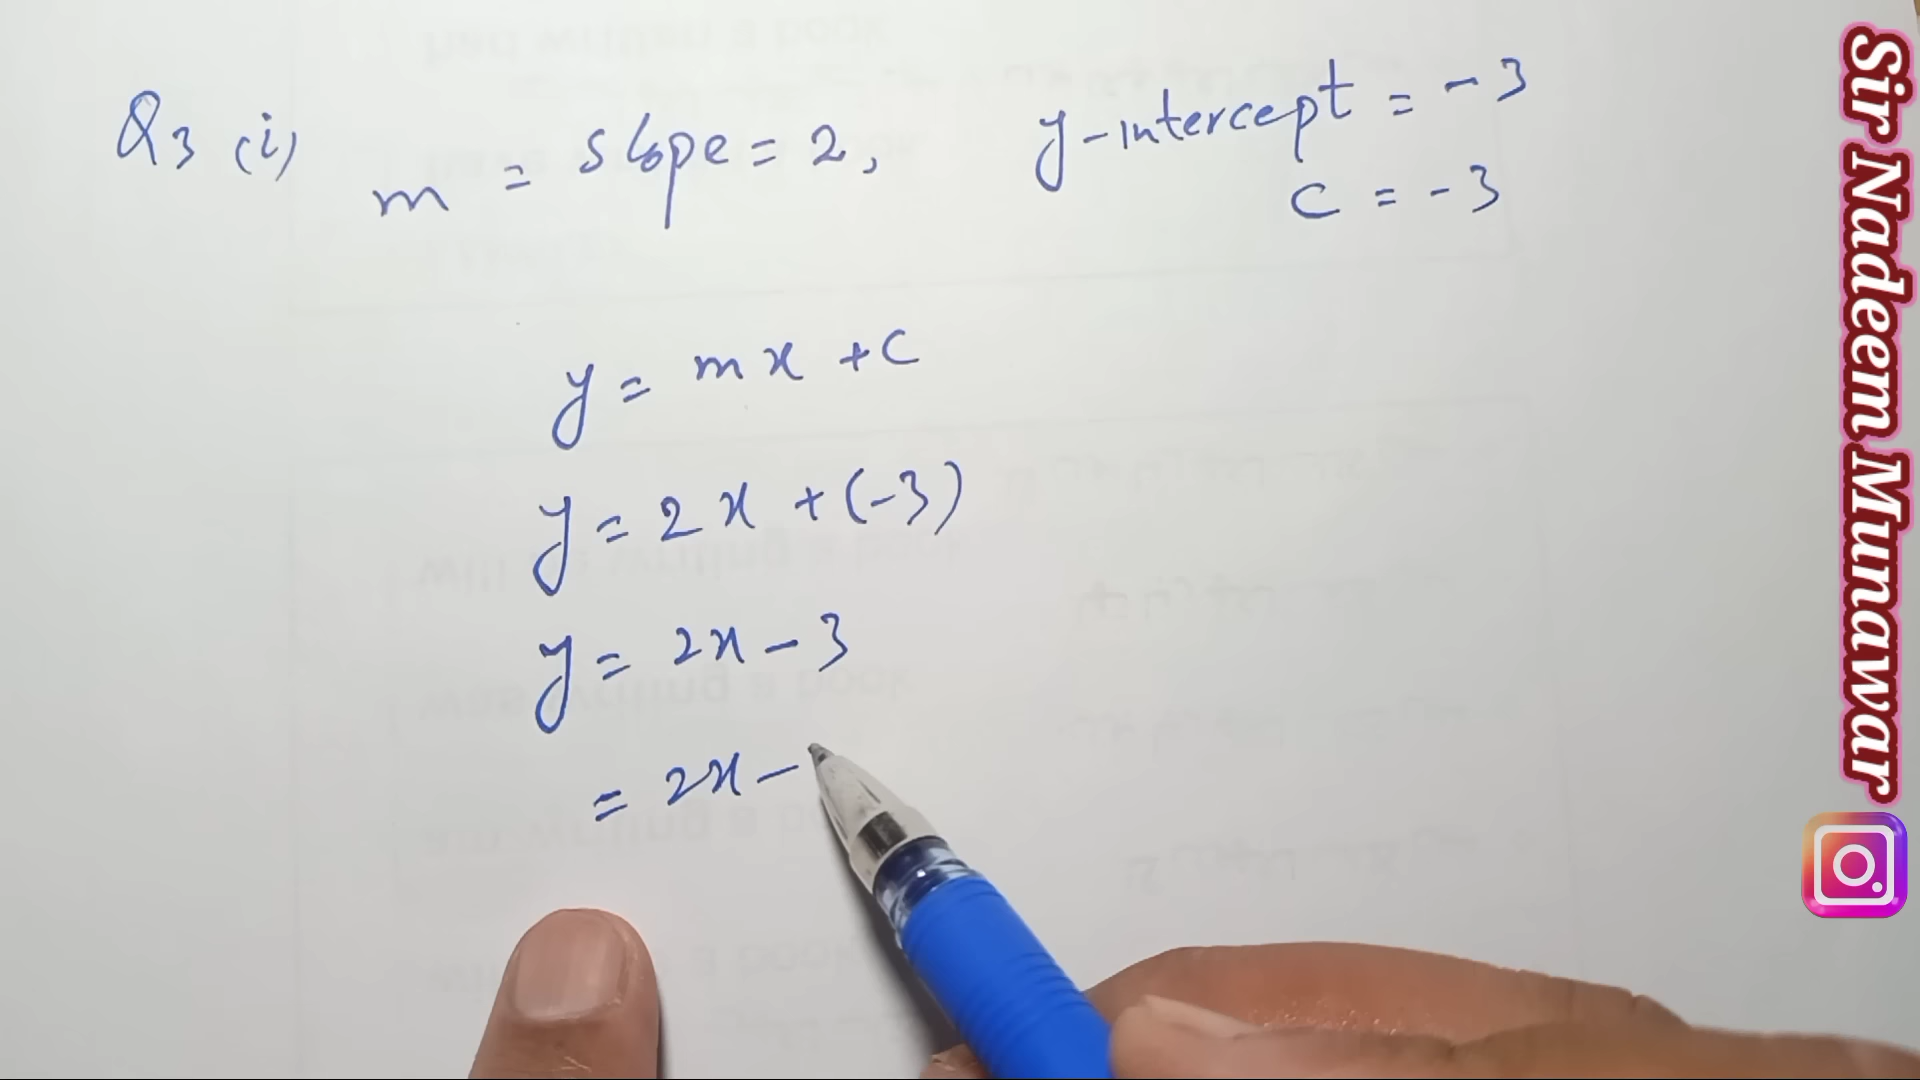 Q3 (i)
m = slope = 2,
y-intercept = -3
c = -3
y = mx + c
y = 2x + (-3)
y = 2x - 3
= 2x -
Sir Nadeem Munawar